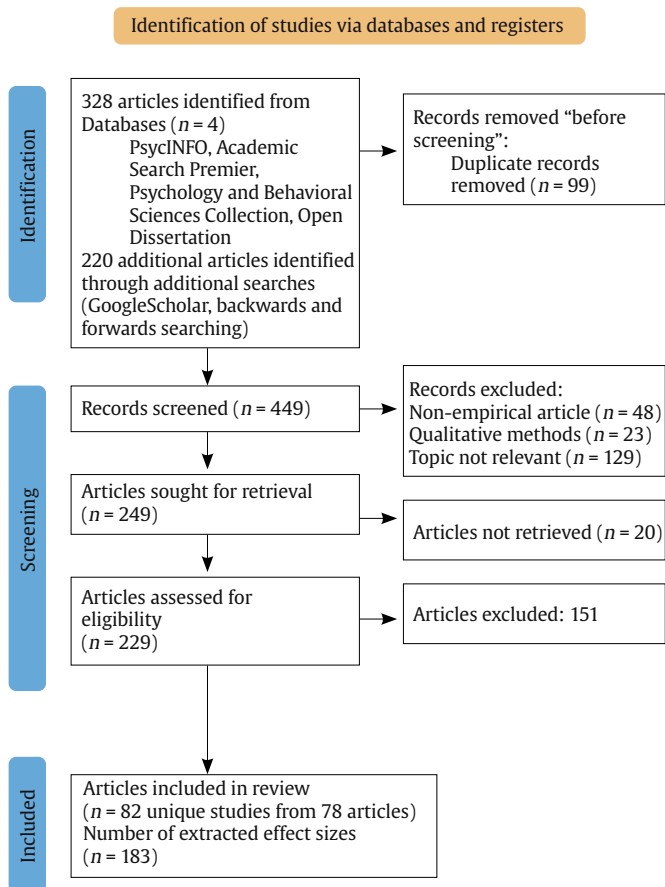 Identification of studies via databases and registers
Identification
328 articles identified from
Databases (n = 4)
PsycINFO, Academic
Search Premier,
Psychology and Behavioral
Sciences Collection, Open
Dissertation
220 additional articles identified
through additional searches
(GoogleScholar, backwards and
forwards searching)
Records removed “before
screening”:
Duplicate records
removed (n = 99)
Screening
Records screened (n = 449)
Records excluded:
Non-empirical article (n = 48)
Qualitative methods (n = 23)
Topic not relevant (n = 129)
Articles sought for retrieval
(n = 249)
Articles not retrieved (n = 20)
Articles assessed for
eligibility
(n = 229)
Articles excluded: 151
Included
Articles included in review
(n = 82 unique studies from 78 articles)
Number of extracted effect sizes
(n = 183)